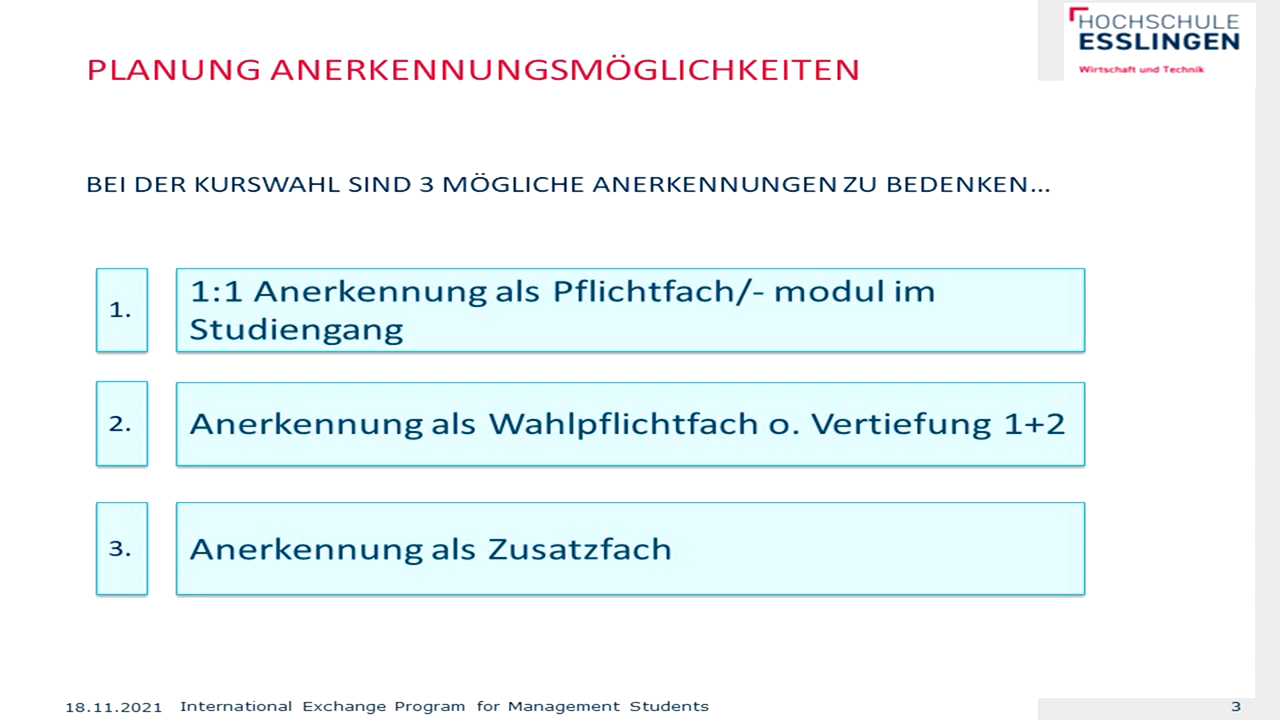 HOCHSCHULE
ESSLINGEN
Wirtschaft und Technik
PLANUNG ANERKENNUNGSMÖGLICHKEITEN
BEI DER KURSWAHL SIND 3 MÖGLICHE ANERKENNUNGEN ZU BEDENKEN...
1.
1:1 Anerkennung als Pflichtfach/- modul im
Studiengang
2.
Anerkennung als Wahlpflichtfach o. Vertiefung 1+2
3.
Anerkennung als Zusatzfach
18.11.2021 International Exchange Program for Management Students
3